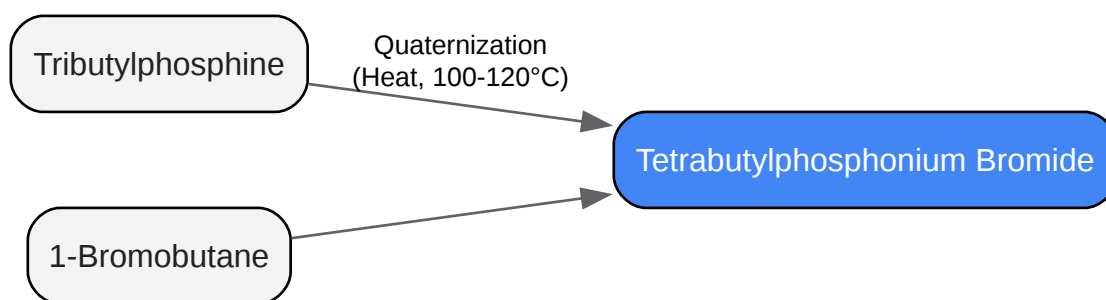 Tributylphosphine
Quaternization
(Heat, 100-120°C)
Tetrabutylphosphonium Bromide
1-Bromobutane